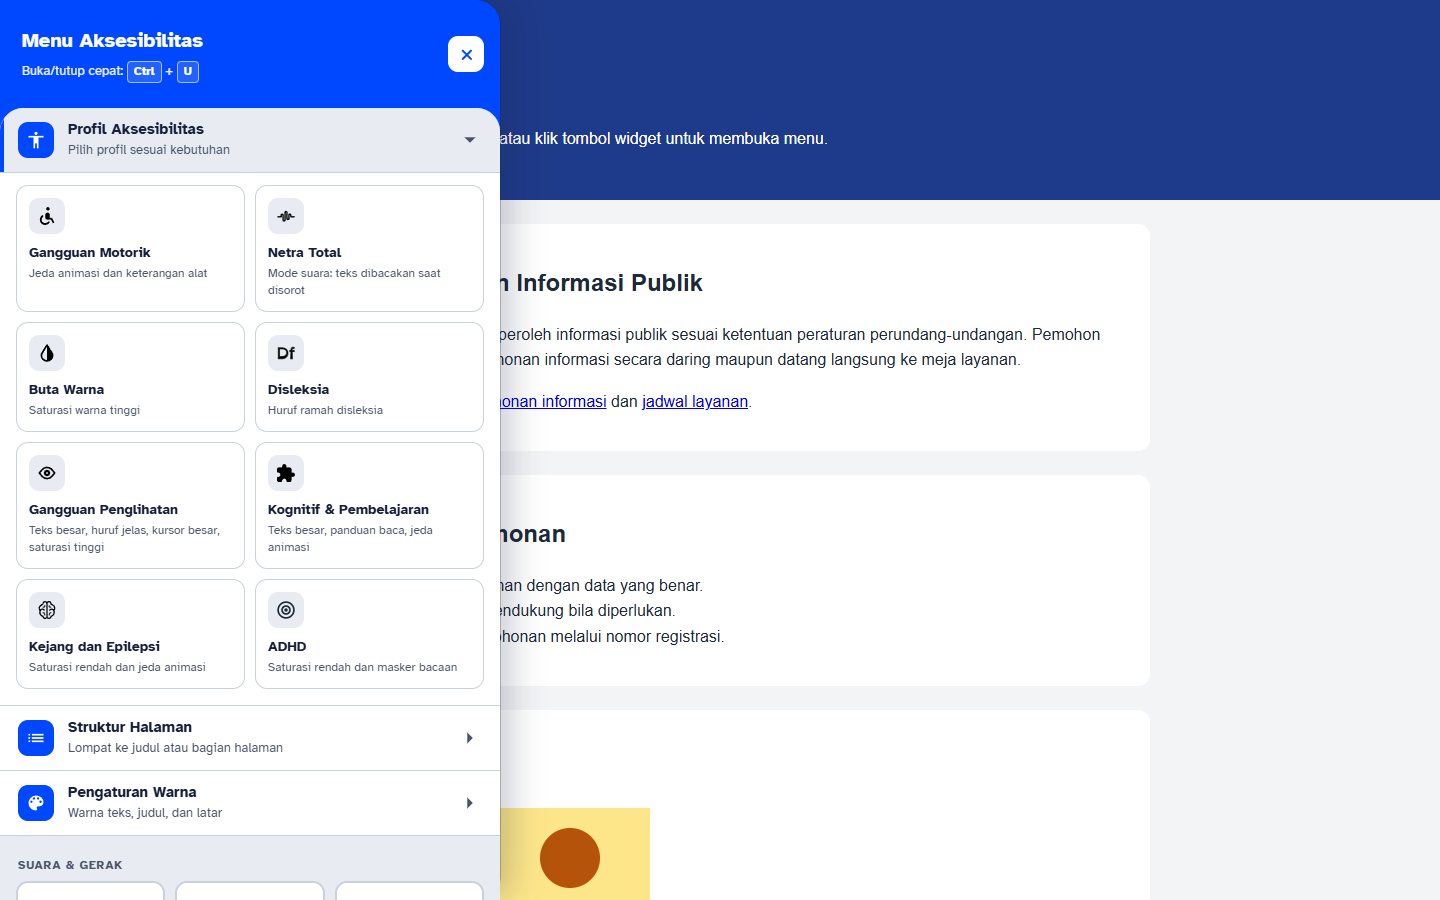 Menu Aksesibilitas
Buka/tutup cepat: Ctrl + U
Profil Aksesibilitas
Pilih profil sesuai kebutuhan
Gangguan Motorik
Jeda animasi dan keterangan alat
Netra Total
Mode suara: teks dibacakan saat
disorot
Buta Warna
Saturasi warna tinggi
Df
Disleksia
Huruf ramah disleksia
Gangguan Penglihatan
Teks besar, huruf jelas, kursor besar,
saturasi tinggi
Kognitif & Pembelajaran
Teks besar, panduan baca, jeda
animasi
Kejang dan Epilepsi
Saturasi rendah dan jeda animasi
ADHD
Saturasi rendah dan masker bacaan
Struktur Halaman
Lompat ke judul atau bagian halaman
Pengaturan Warna
Warna teks, judul, dan latar
SUARA & GERAK
atau klik tombol widget untuk membuka menu.
Informasi Publik
peroleh informasi publik sesuai ketentuan peraturan perundang-undangan. Pemohon
informasi secara daring maupun datang langsung ke meja layanan.
informasi dan jadwal layanan.
honan
dengan data yang benar.
endukung bila diperlukan.
ohonan melalui nomor registrasi.